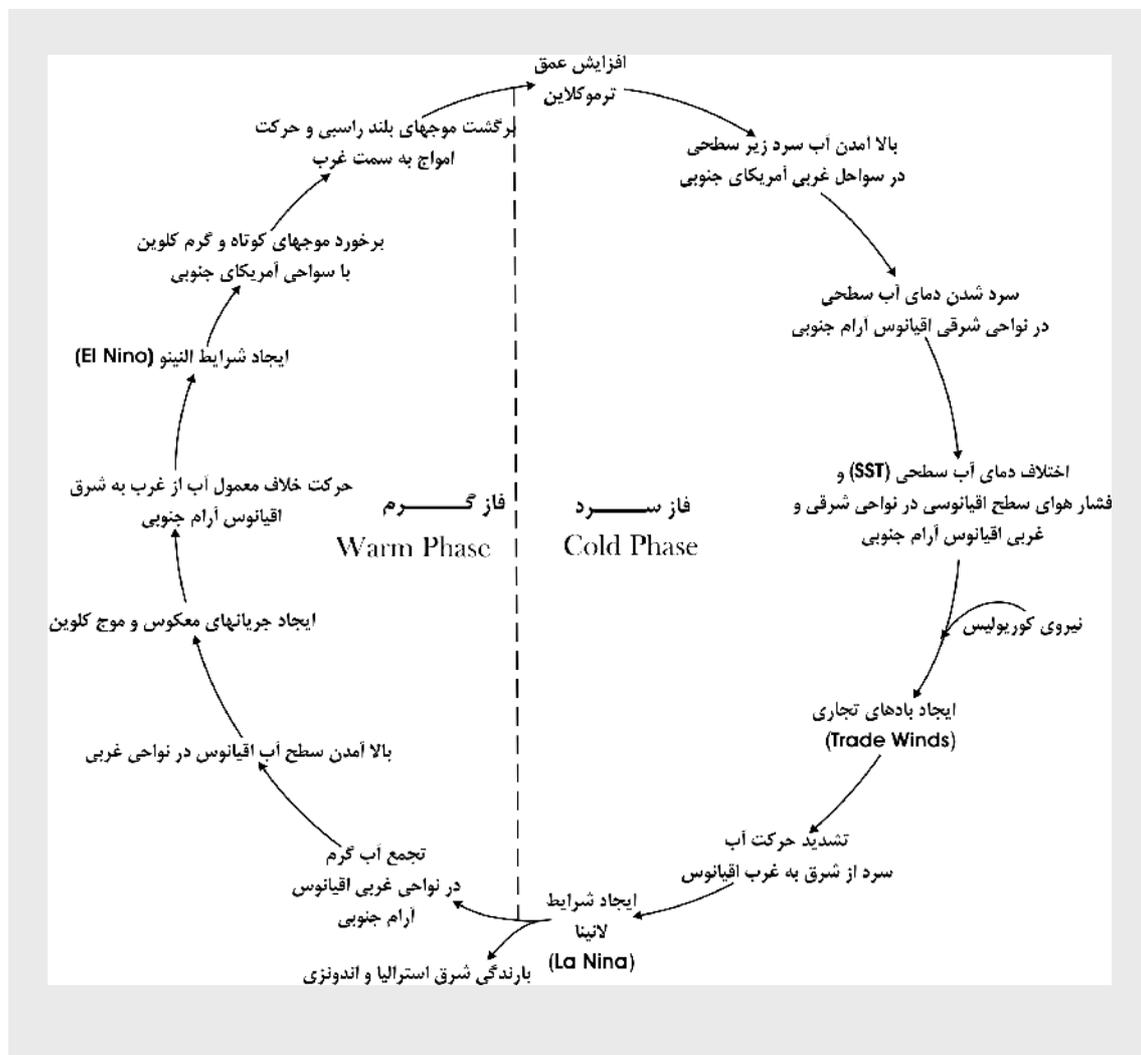 افزایش عمق
ترموکلاین
بالا آمدن آب سرد زیر سطحی
در سواحل غربی آمریکای جنوبی
سرد شدن دمای آب سطحی
در نواحی شرقی اقیانوس آرام جنوبی
اختلاف دمای آب سطحی (SST) و
فشار هوای سطح اقیانوسی در نواحی شرقی و
غربی اقیانوس آرام جنوبی
نیروی کوریولیس
ایجاد بادهای تجاری
(Trade Winds)
تشدید حرکت آب
سرد از شرق به غرب اقیانوس
ایجاد شرایط
لانینا
(La Nina)
بارندگی شرق استرالیا و اندونزی
تجمع آب گرم
در نواحی غربی اقیانوس
آرام جنوبی
بالا آمدن سطح آب اقیانوس در نواحی غربی
ایجاد جریانهای معکوس و موج کلوین
حرکت خلاف معمول آب از غرب به شرق
اقیانوس آرام جنوبی
ایجاد شرایط النینو (El Nino)
برخورد موجهای کوتاه و گرم کلوین
با سواحی آمریکای جنوبی
برگشت موجهای بلند راسبی و حرکت
امواج به سمت غرب
فاز سرد
Cold Phase
فاز گرم
Warm Phase